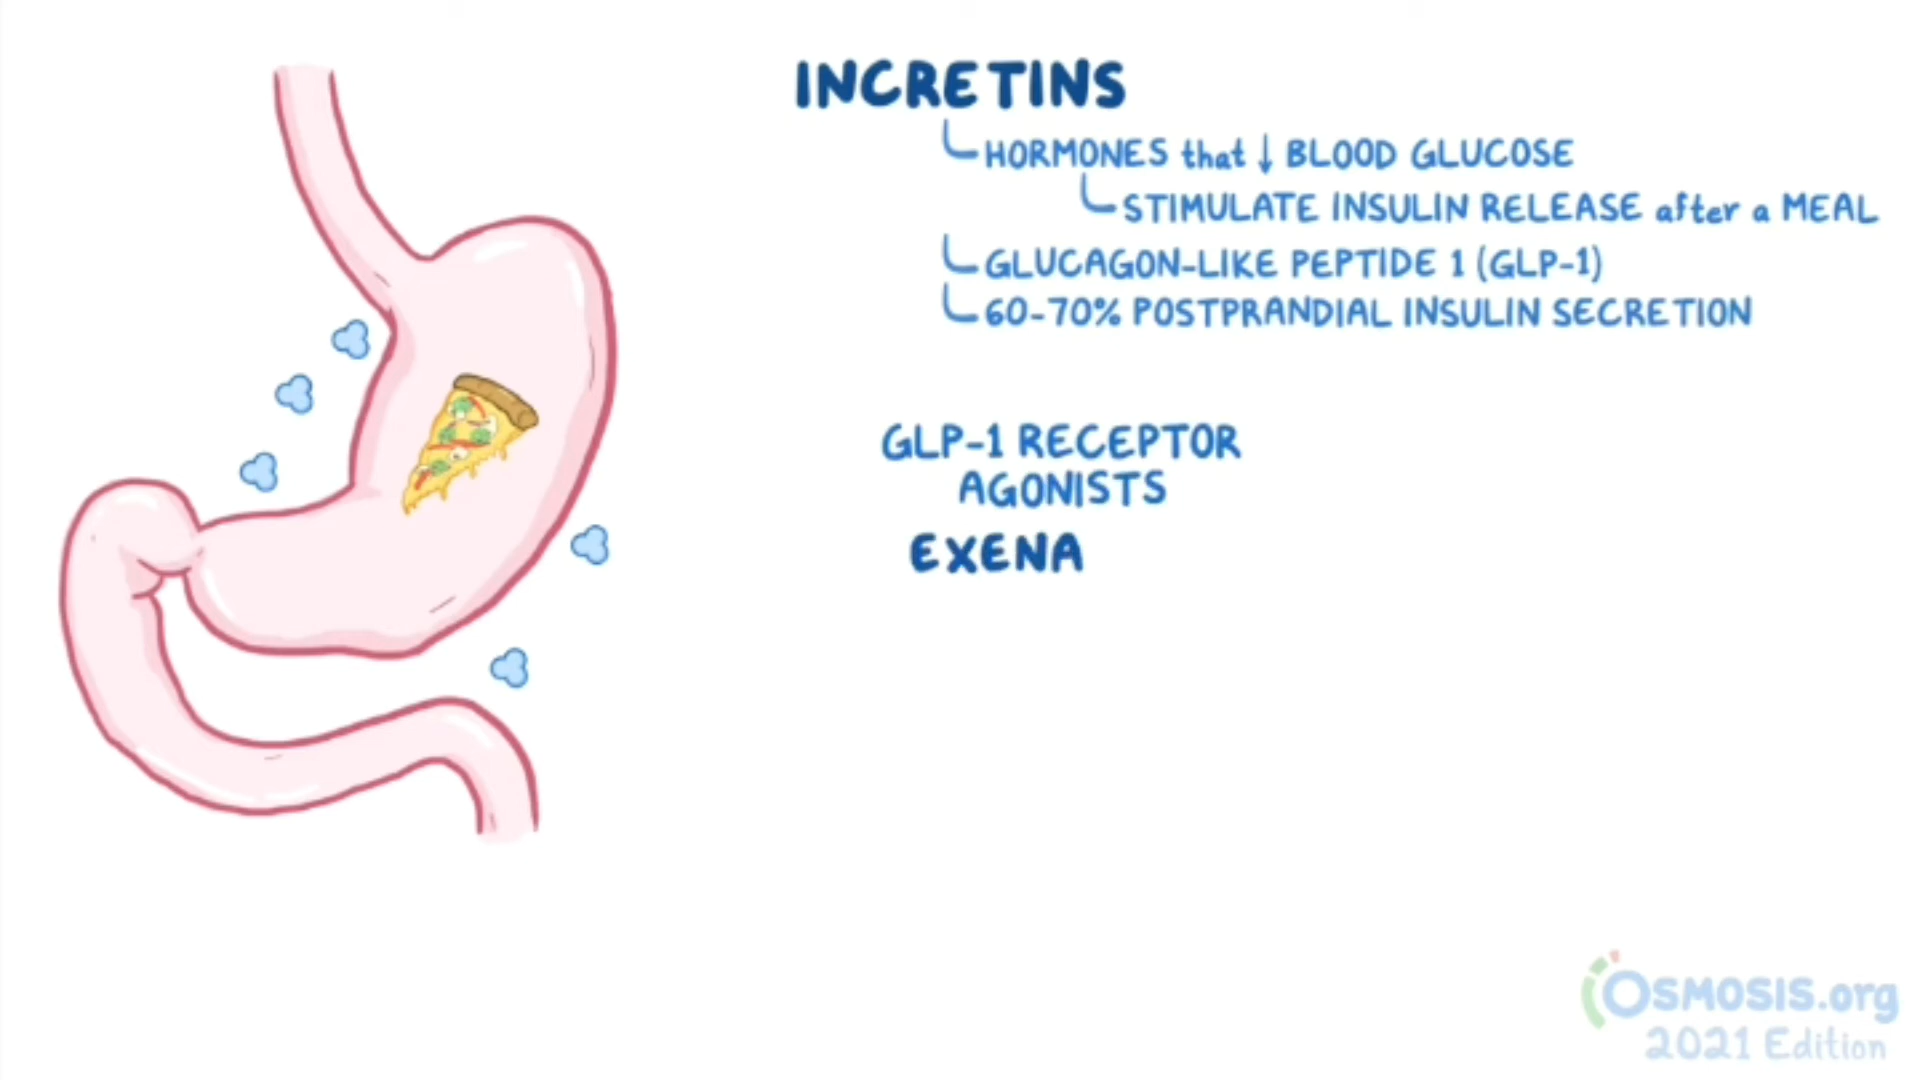 INCRETINS
HORMONES that ↓ BLOOD GLUCOSE
STIMULATE INSULIN RELEASE after a MEAL
GLUCAGON-LIKE PEPTIDE 1 (GLP-1)
60-70% POSTPRANDIAL INSULIN SECRETION
GLP-1 RECEPTOR
AGONISTS
EXENA
OSMOSIS.org
2021 Edition